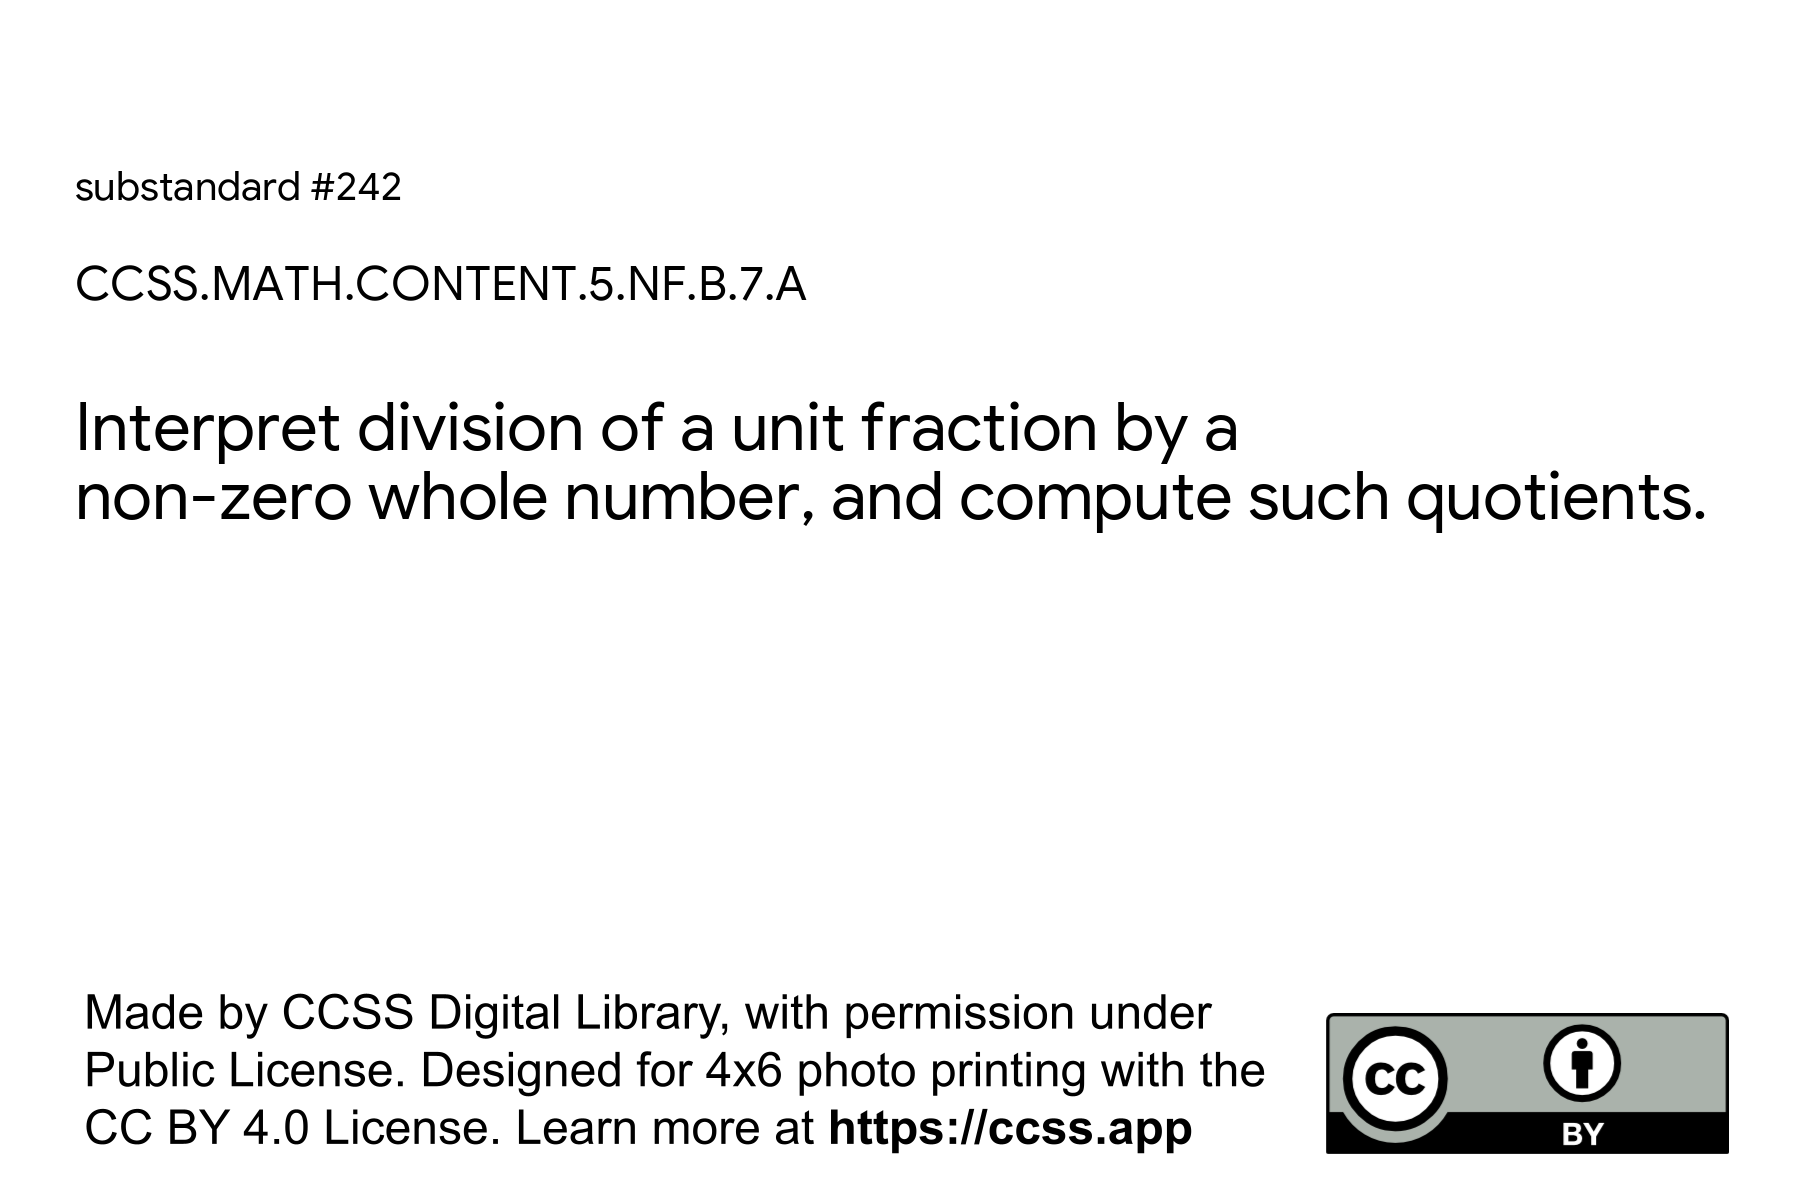 substandard #242
CCSS.MATH.CONTENT.5.NF.B.7.A
Interpret division of a unit fraction by a
non-zero whole number, and compute such quotients.
Made by CCSS Digital Library, with permission under
Public License. Designed for 4x6 photo printing with the
CC BY 4.0 License. Learn more at https://ccss.app
cc
BY